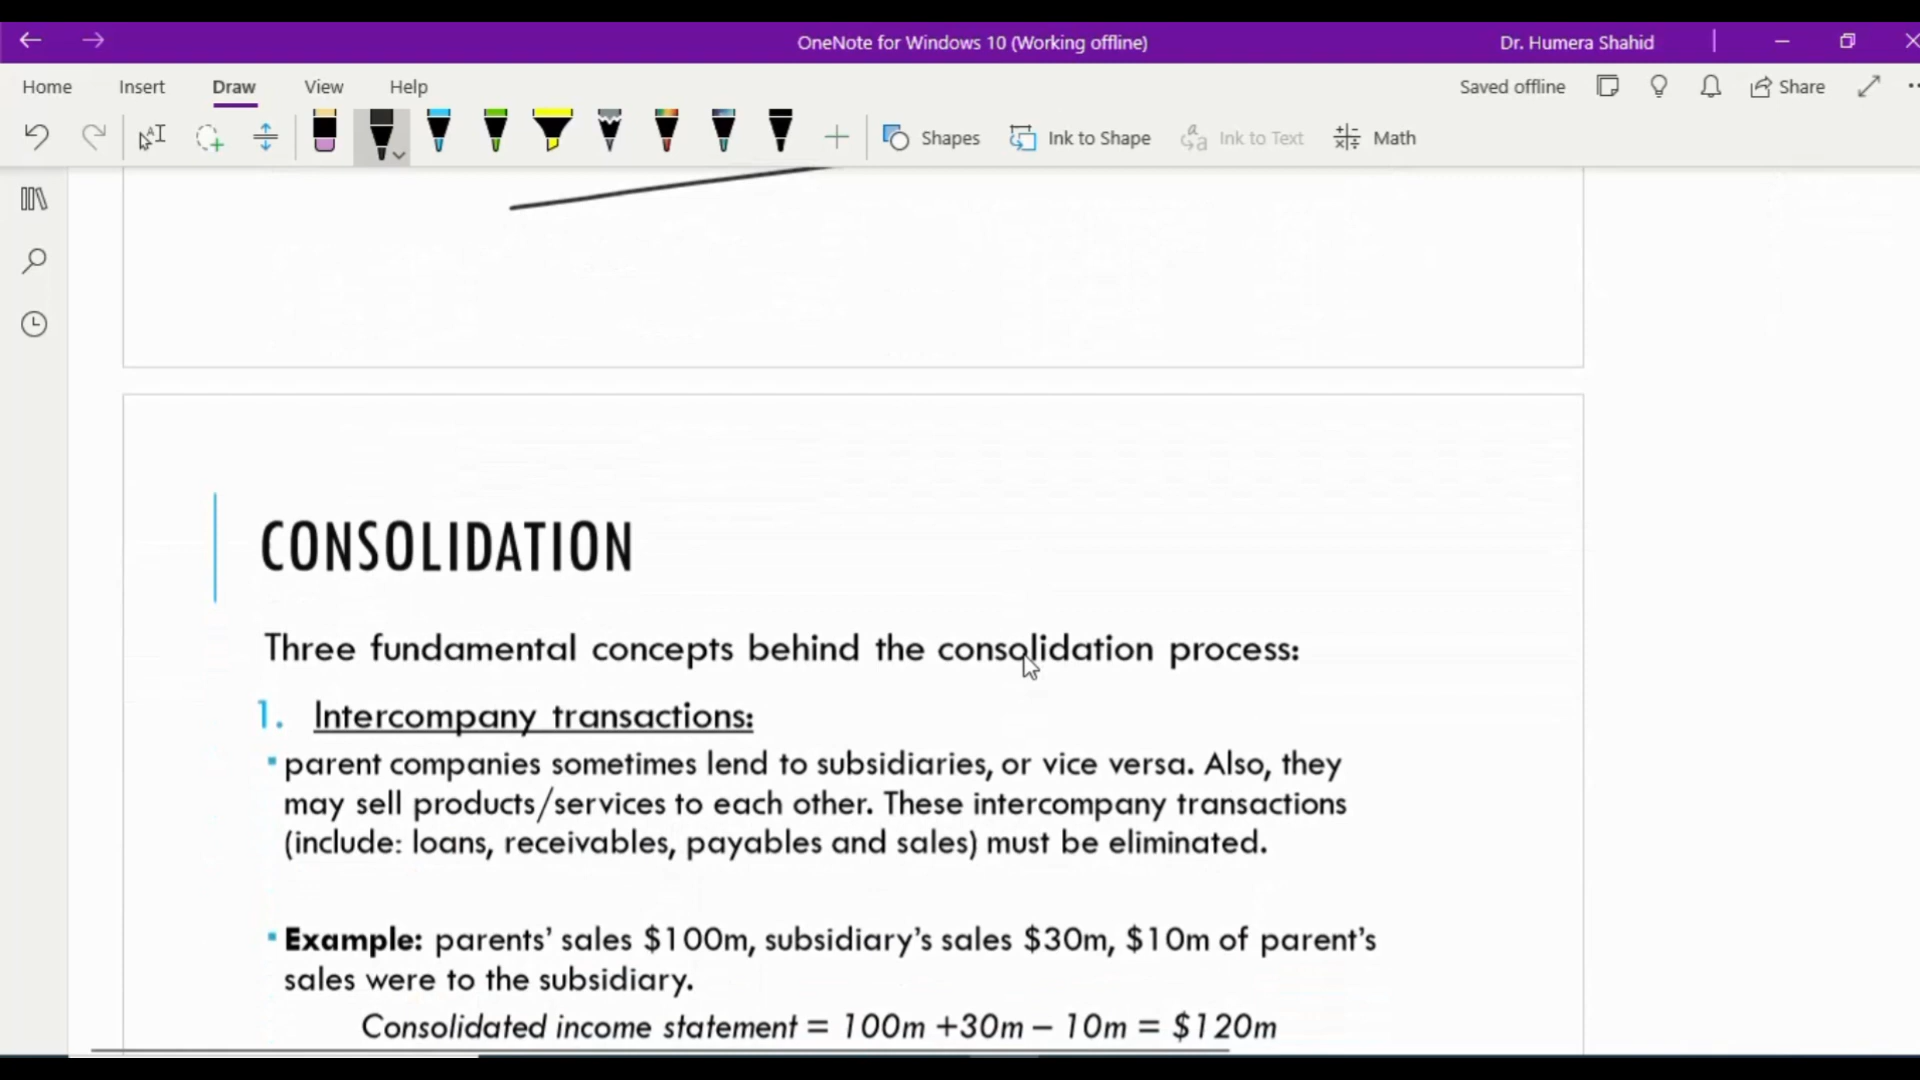 OneNote for Windows 10 (Working offline)
Dr. Humera Shahid
Home Insert Draw View Help
Saved offline Share
Shapes Ink to Shape Ink to Text Math
CONSOLIDATION
Three fundamental concepts behind the consolidation process:
1. Intercompany transactions:
parent companies sometimes lend to subsidiaries, or vice versa. Also, they
may sell products/services to each other. These intercompany transactions
(include: loans, receivables, payables and sales) must be eliminated.
Example: parents' sales $100m, subsidiary's sales $30m, $10m of parent's
sales were to the subsidiary.
Consolidated income statement = 100m +30m – 10m = $120m